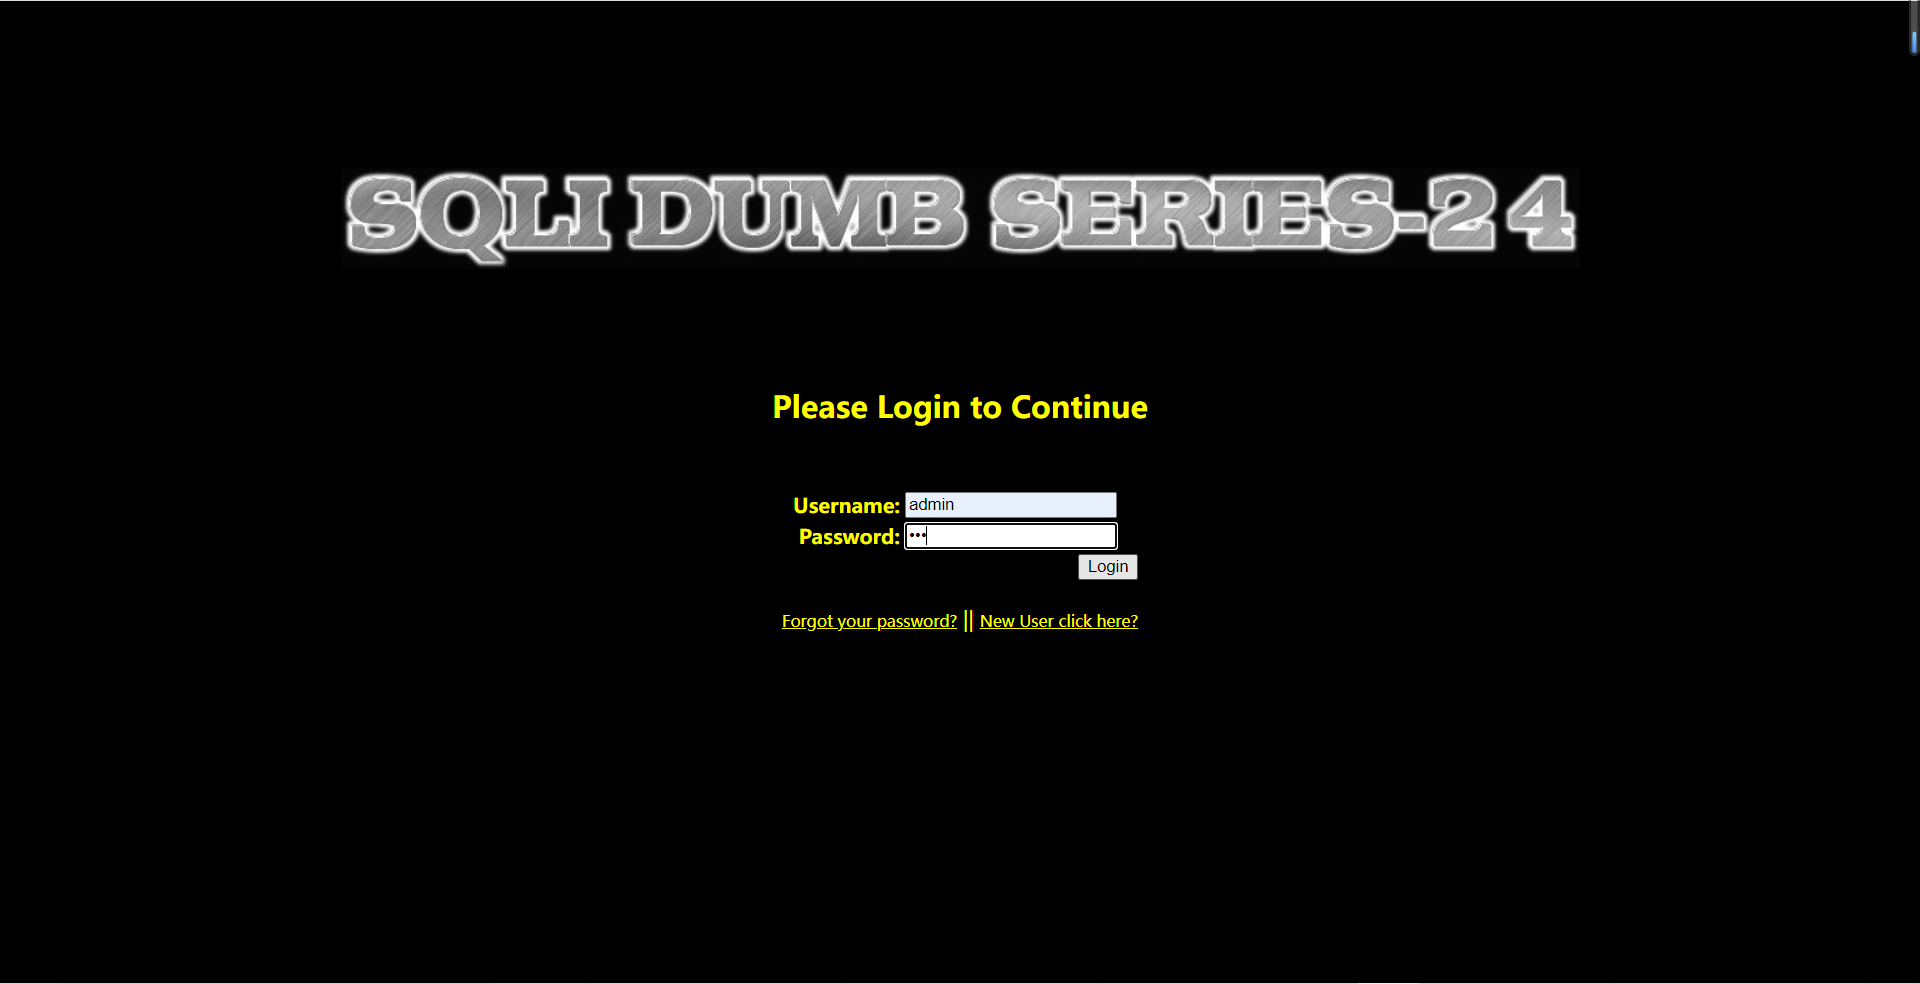 SQLI DUMB SERIES-24
Please Login to Continue
Username: admin
Password: •••
Login
Forgot your password? || New User click here?